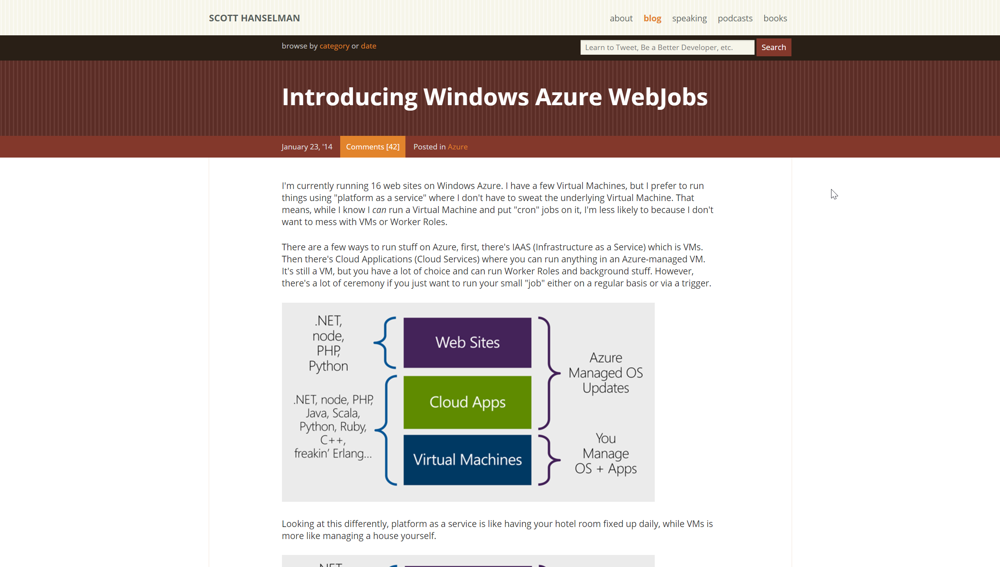 SCOTT HANSELMAN
about blog speaking podcasts books
browse by category or date
Learn to Tweet, Be a Better Developer, etc.
Search
Introducing Windows Azure WebJobs
January 23, '14
Comments [42]
Posted in Azure
I'm currently running 16 web sites on Windows Azure. I have a few Virtual Machines, but I prefer to run
things using "platform as a service" where I don't have to sweat the underlying Virtual Machine. That
means, while I know I can run a Virtual Machine and put "cron" jobs on it, I'm less likely to because I don't
want to mess with VMs or Worker Roles.
There are a few ways to run stuff on Azure, first, there's IAAS (Infrastructure as a Service) which is VMs.
Then there's Cloud Applications (Cloud Services) where you can run anything in an Azure-managed VM.
It's still a VM, but you have a lot of choice and can run Worker Roles and background stuff. However,
there's a lot of ceremony if you just want to run your small "job" either on a regular basis or via a trigger.
.NET,
node,
PHP,
Python
Web Sites
Azure
Managed OS
Updates
.NET, node, PHP,
Java, Scala,
Python, Ruby,
C++,
freakin’ Erlang...
Cloud Apps
Virtual Machines
You
Manage
OS + Apps
Looking at this differently, platform as a service is like having your hotel room fixed up daily, while VMs is
more like managing a house yourself.